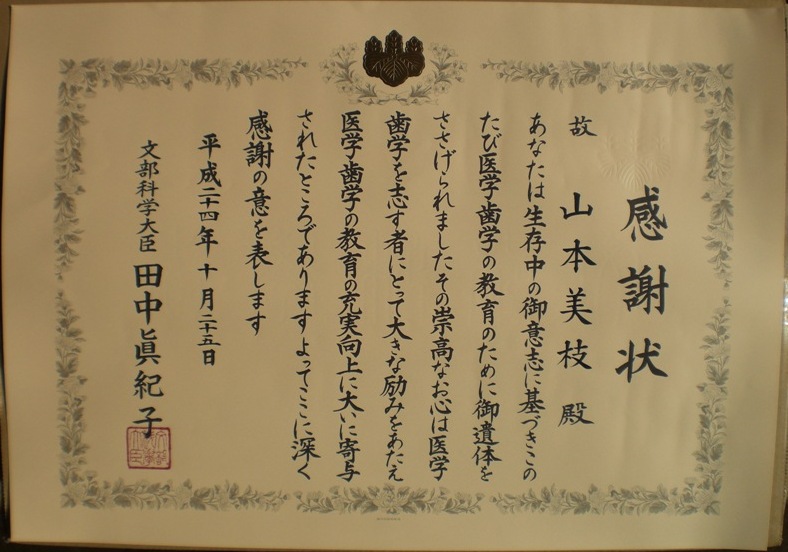 感謝状
故 山本美枝 殿
あなたは生存中の御意志に基づきこの
たび医学歯学の教育のために御遺体を
ささげられましたその崇高なお心は医学
歯学を志す者にとって大きな励みをあたえ
医学歯学の教育の充実向上に大いに寄与
されたところでありますよってここに深く
感謝の意を表します
平成二十四年十月二十五日
文部科学大臣 田中眞紀子